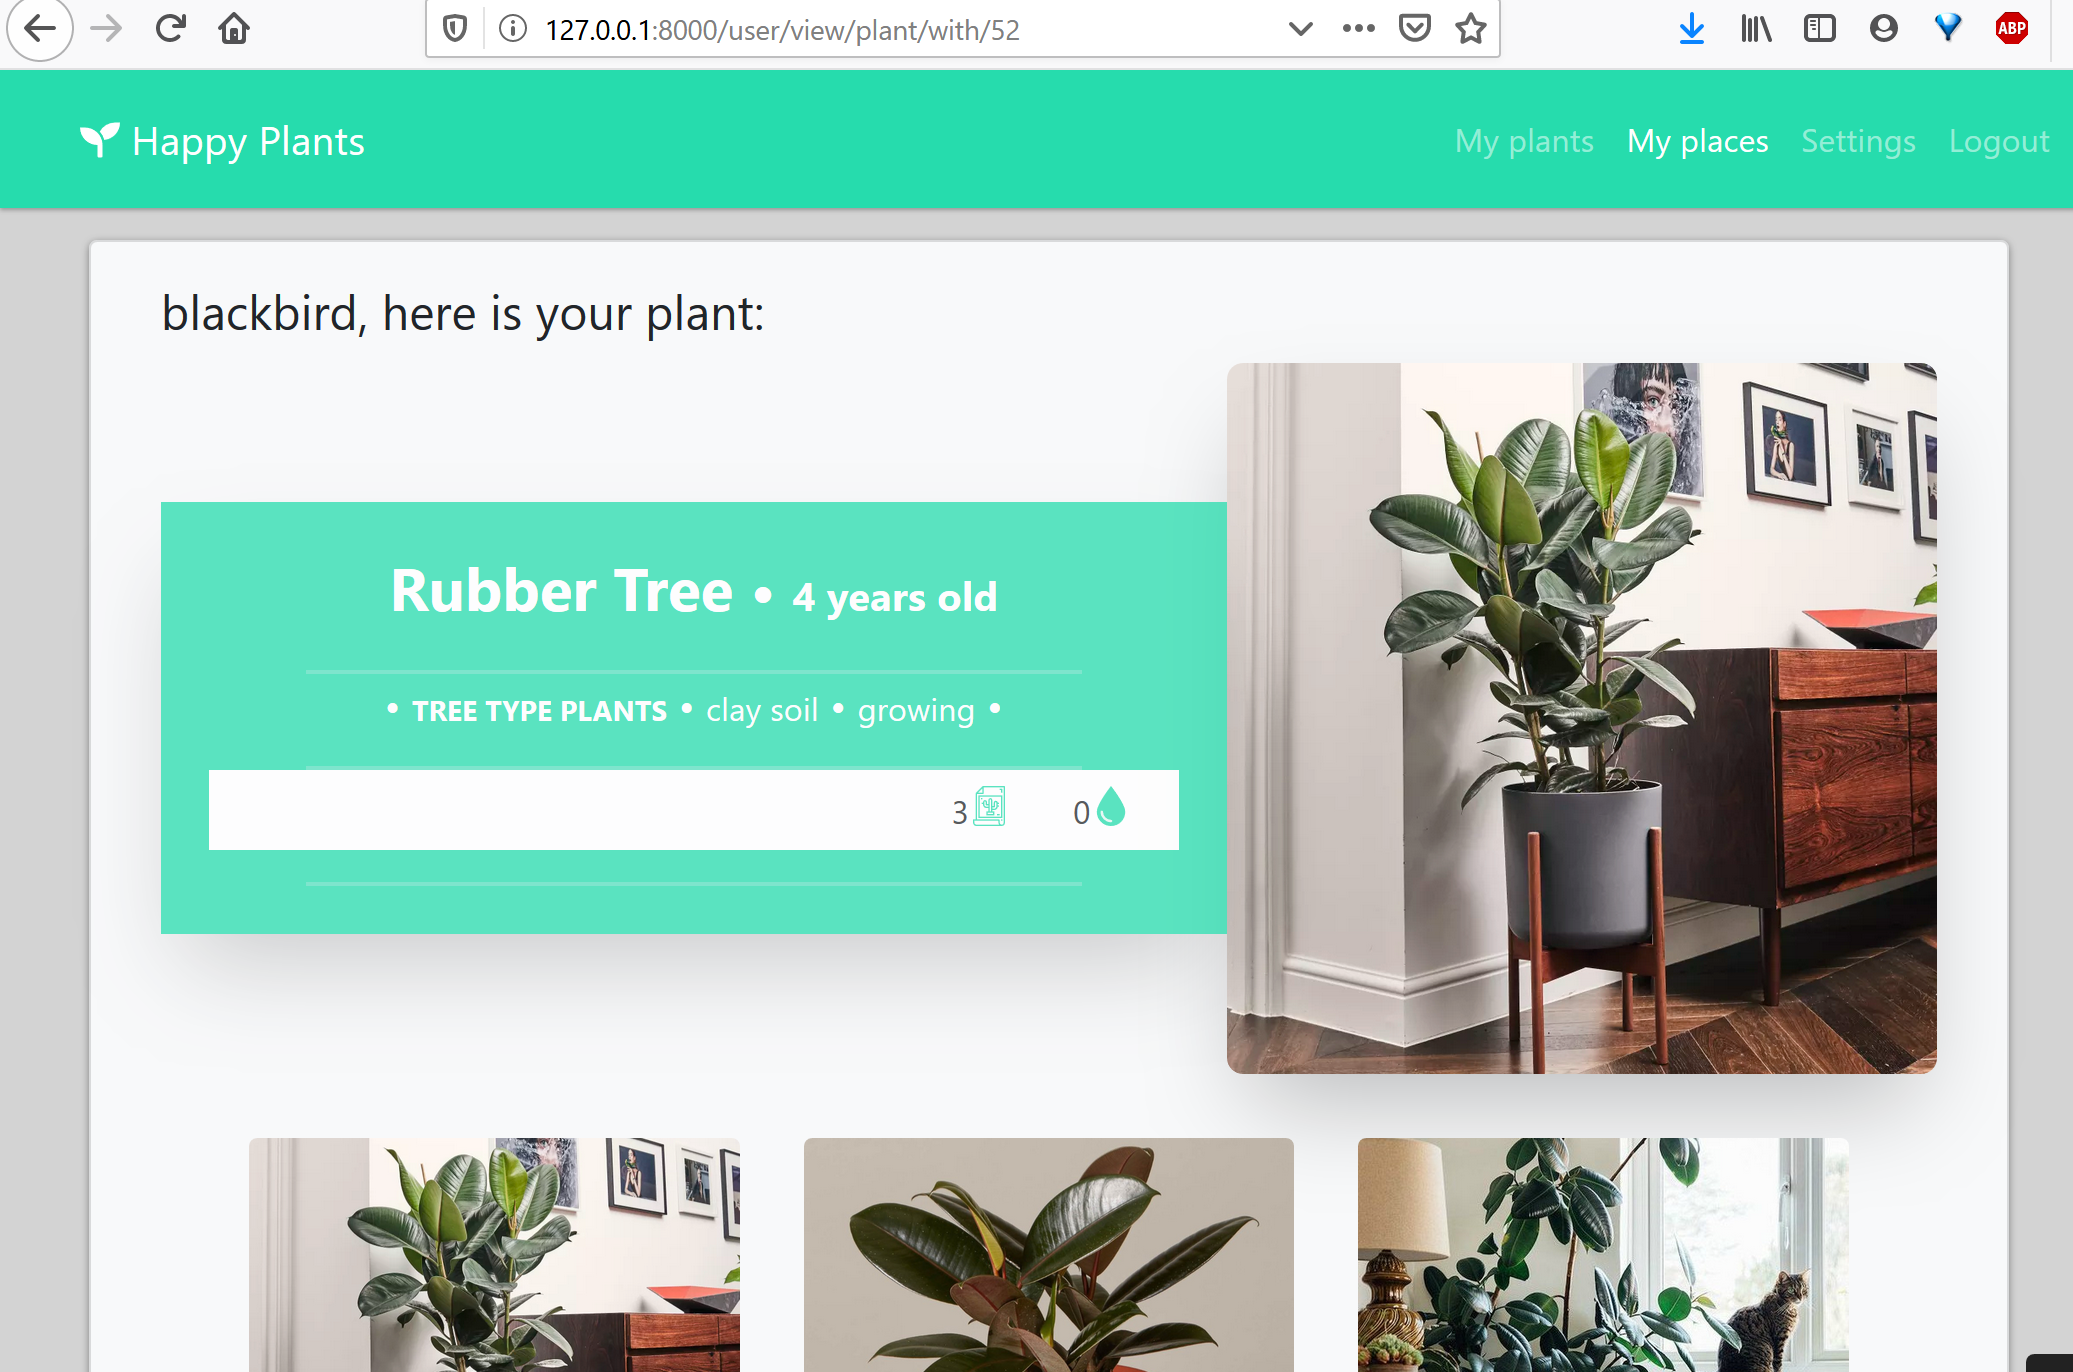 127.0.0.1:8000/user/view/plant/with/52
ABP
Happy Plants
My plants My places Settings Logout
blackbird, here is your plant:
Rubber Tree • 4 years old
• TREE TYPE PLANTS • clay soil • growing •
3 0